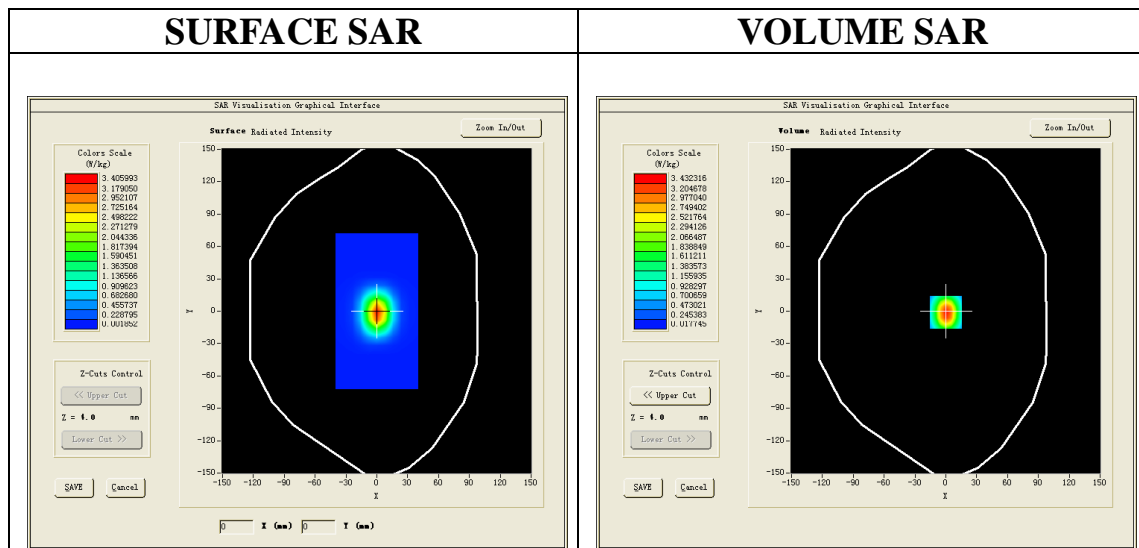 SURFACE SAR
VOLUME SAR
SAR Visualisation Graphical Interface
Surface Radiated Intensity
Zoom In/Out
Colors Scale
(W/kg)
3.405993
3.179050
2.952107
2.725164
2.498222
2.271279
2.044336
1.817394
1.590451
1.363508
1.136566
0.909623
0.682680
0.455737
0.228795
0.001852
Z-Cuts Control
<< Upper Cut
Z = 4.0 mm
Lower Cut >>
SAVE Cancel
150
120
90
60
30
0
-30
-60
-90
-120
-150
Y
-150 -120 -90 -60 -30 0 30 60 90 120 150
X
0 X (mm) 0 Y (mm)
SAR Visualisation Graphical Interface
Volume Radiated Intensity
Zoom In/Out
Colors Scale
(W/kg)
3.432316
3.204678
2.977040
2.749402
2.521764
2.294126
2.066487
1.838849
1.611211
1.383573
1.155935
0.928297
0.700659
0.473021
0.245383
0.017745
Z-Cuts Control
<< Upper Cut
Z = 4.0 mm
Lower Cut >>
SAVE Cancel
150
120
90
60
30
0
-30
-60
-90
-120
-150
Y
-150 -120 -90 -60 -30 0 30 60 90 120 150
X